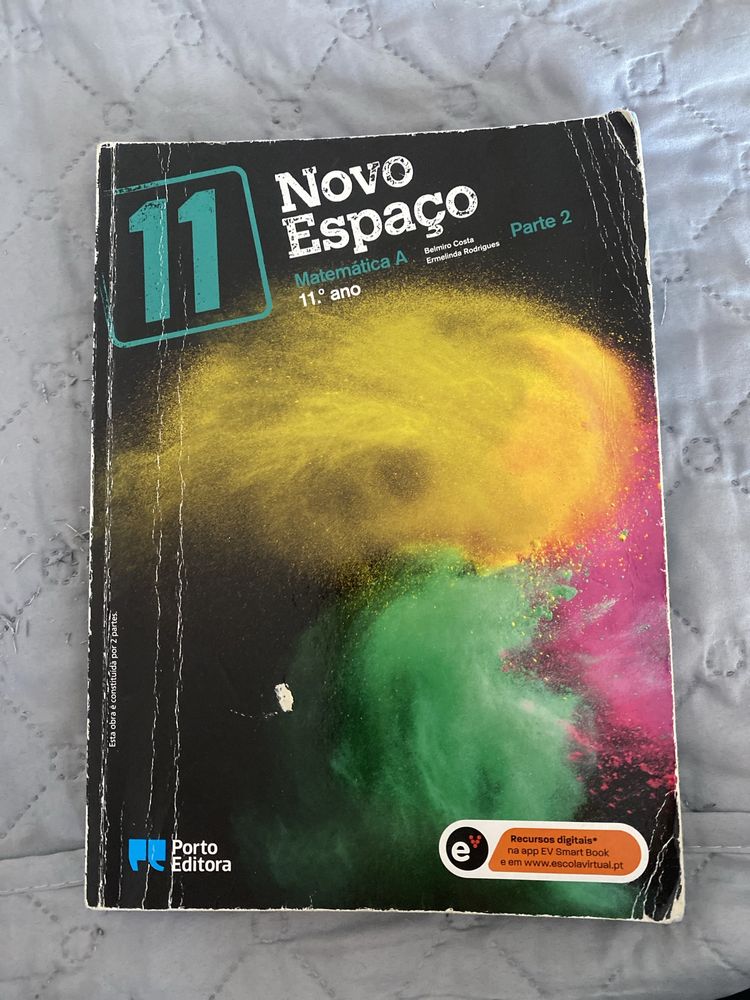 11
Novo
Espaço
Matemática A
11.º ano
Belmiro Costa
Ermelinda Rodrigues
Parte 2
Esta obra é constituída por 2 partes.
Porto
Editora
e
Recursos digitais*
na app EV Smart Book
e em www.escolavirtual.pt